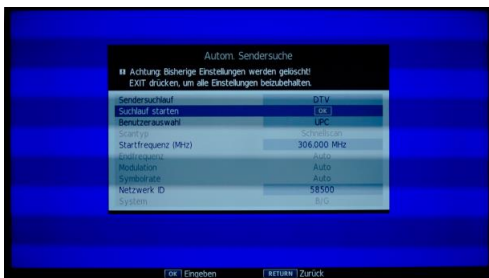 Autom. Sendersuche
Achtung: Bisherige Einstellungen werden gelöscht!
EXIT drücken, um alle Einstellungen beizubehalten.
Sendersuchlauf DTV
Suchlauf starten OK
Benutzerauswahl UPC
Scantyp Schnellscan
Startfrequenz (MHz) 306.000 MHz
Endfrequenz Auto
Modulation Auto
Symbolrate Auto
Netzwerk ID 58500
System B/G
OK Eingeben RETURN Zurück